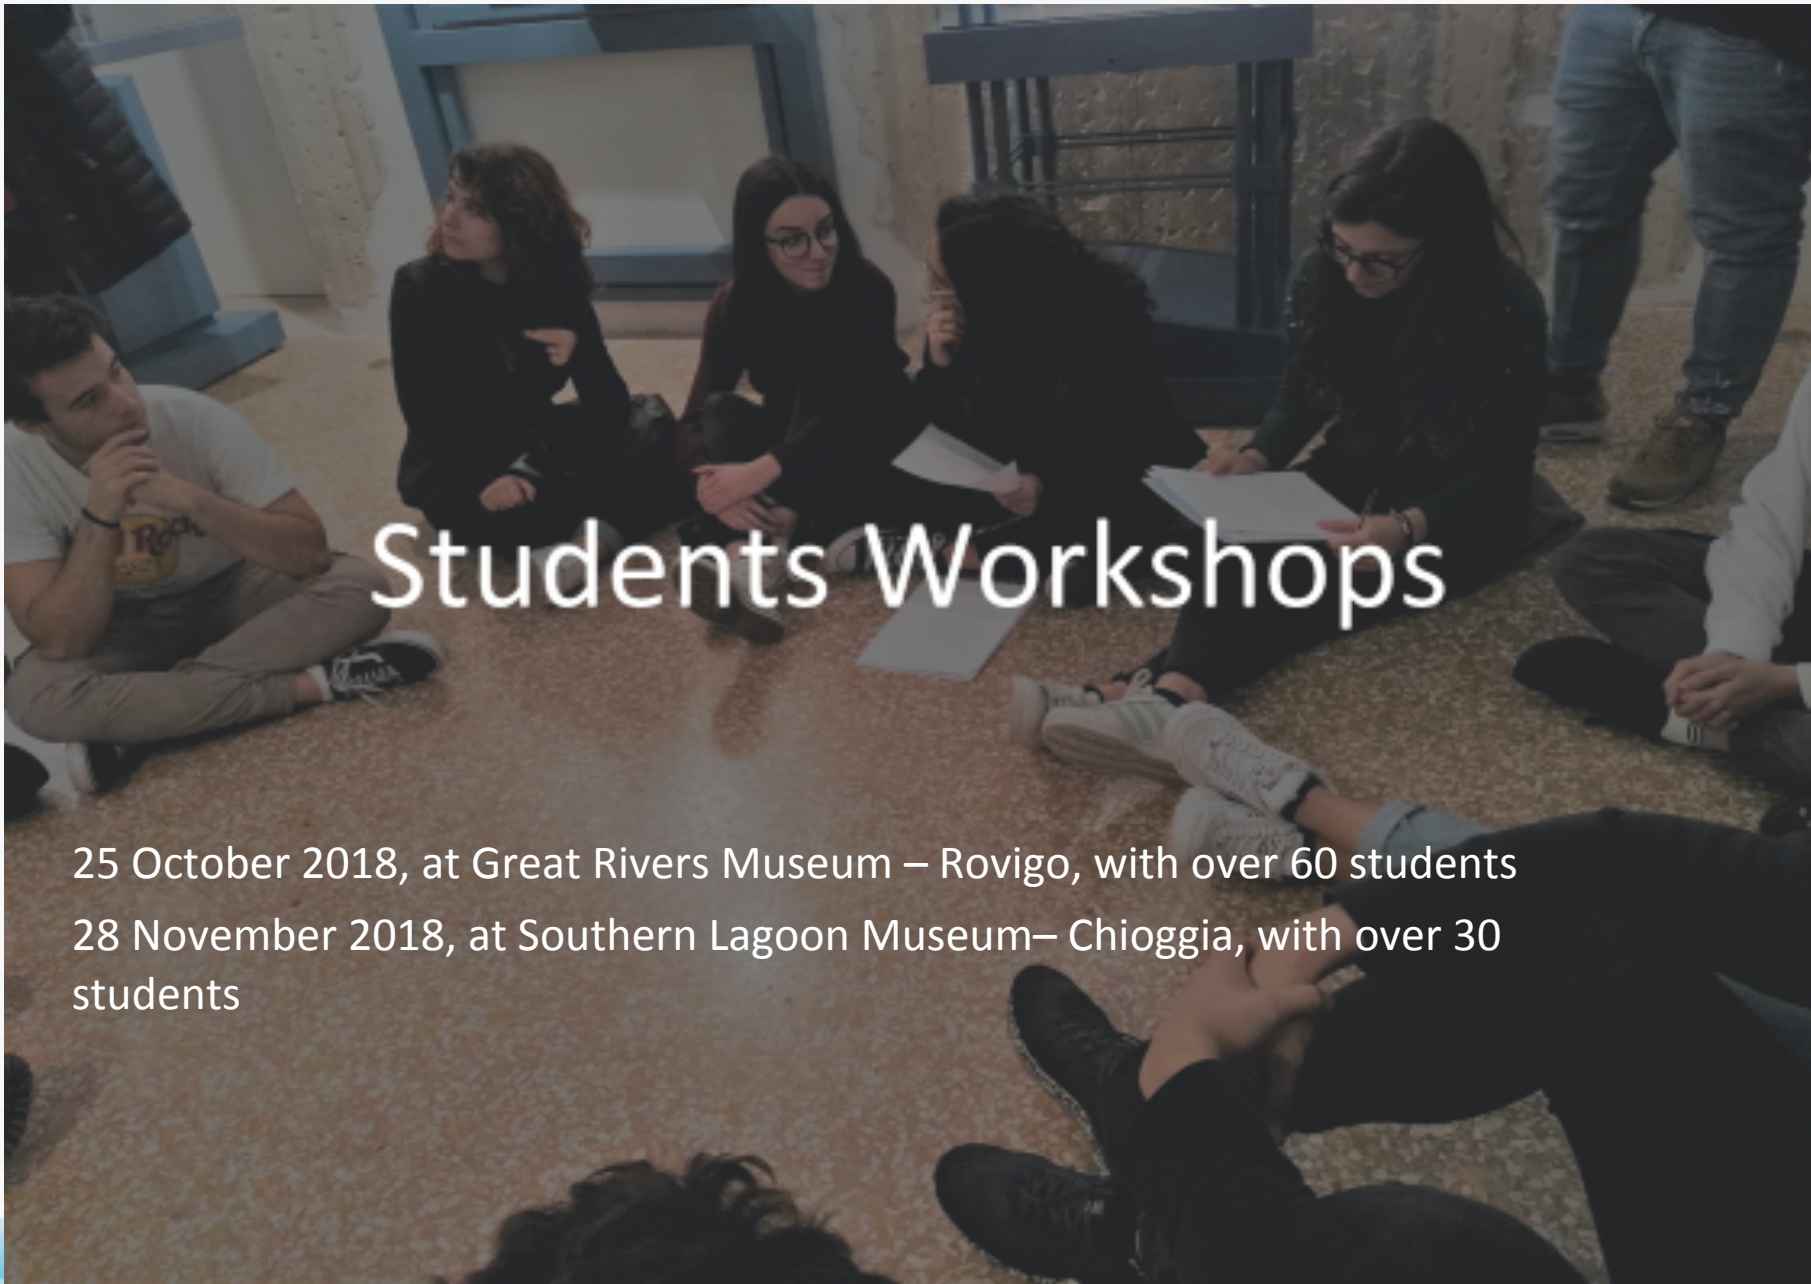 Students Workshops
25 October 2018, at Great Rivers Museum – Rovigo, with over 60 students
28 November 2018, at Southern Lagoon Museum– Chioggia, with over 30
students